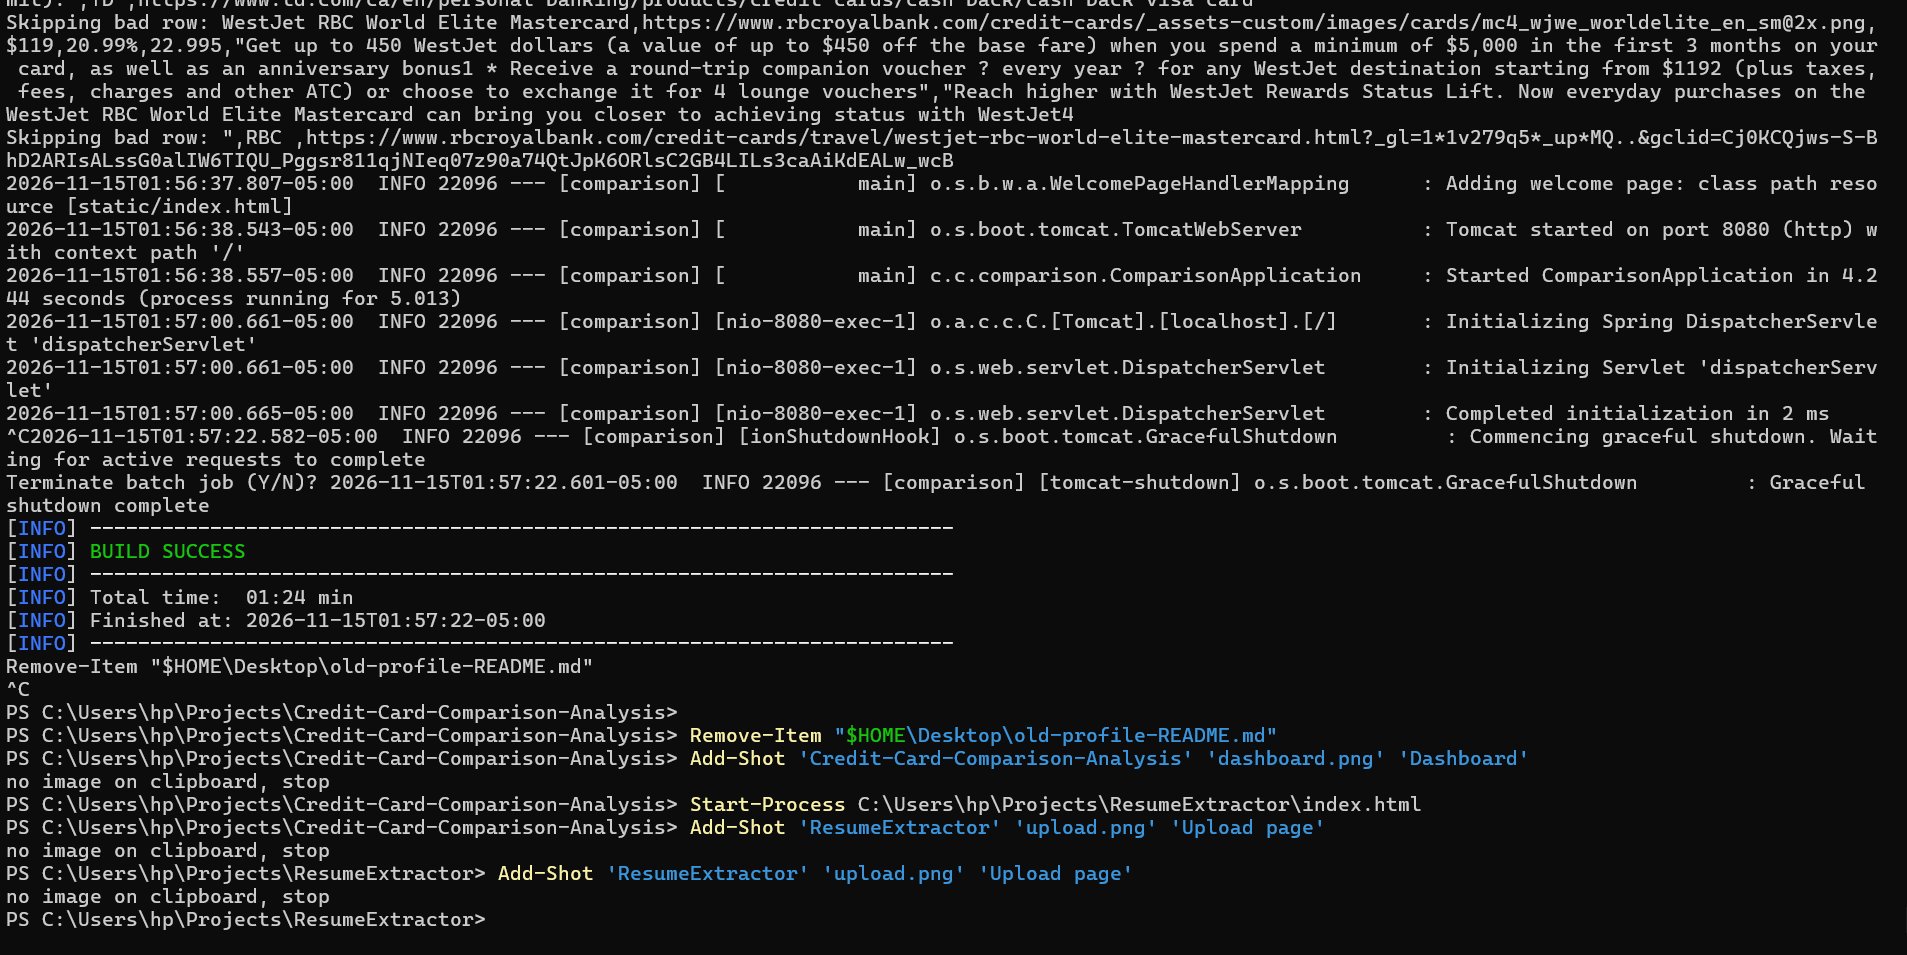 mit). ,TD ,https://www.td.com/ca/en/personal-banking/products/credit-cards/cash-back/cash-back-visa-card
Skipping bad row: WestJet RBC World Elite Mastercard,https://www.rbcroyalbank.com/credit-cards/_assets-custom/images/cards/mc4_wjwe_worldelite_en_sm@2x.png,
$119,20.99%,22.995,"Get up to 450 WestJet dollars (a value of up to $450 off the base fare) when you spend a minimum of $5,000 in the first 3 months on your
 card, as well as an anniversary bonus1 * Receive a round-trip companion voucher ? every year ? for any WestJet destination starting from $1192 (plus taxes,
 fees, charges and other ATC) or choose to exchange it for 4 lounge vouchers","Reach higher with WestJet Rewards Status Lift. Now everyday purchases on the
WestJet RBC World Elite Mastercard can bring you closer to achieving status with WestJet4
Skipping bad row: ",RBC ,https://www.rbcroyalbank.com/credit-cards/travel/westjet-rbc-world-elite-mastercard.html?_gl=1*1v279q5*_up*MQ..&gclid=Cj0KCQjws-S-B
hD2ARIsALssG0alIW6TIQU_Pggsr811qjNIeq07z90a74QtJpK6ORlsC2GB4LILs3caAiKdEALw_wcB
2026-11-15T01:56:37.807-05:00  INFO 22096 --- [comparison] [           main] o.s.b.w.a.WelcomePageHandlerMapping      : Adding welcome page: class path reso
urce [static/index.html]
2026-11-15T01:56:38.543-05:00  INFO 22096 --- [comparison] [           main] o.s.boot.tomcat.TomcatWebServer          : Tomcat started on port 8080 (http) w
ith context path '/'
2026-11-15T01:56:38.557-05:00  INFO 22096 --- [comparison] [           main] c.c.comparison.ComparisonApplication     : Started ComparisonApplication in 4.2
44 seconds (process running for 5.013)
2026-11-15T01:57:00.661-05:00  INFO 22096 --- [comparison] [nio-8080-exec-1] o.a.c.c.C.[Tomcat].[localhost].[/]       : Initializing Spring DispatcherServle
t 'dispatcherServlet'
2026-11-15T01:57:00.661-05:00  INFO 22096 --- [comparison] [nio-8080-exec-1] o.s.web.servlet.DispatcherServlet        : Initializing Servlet 'dispatcherServ
let'
2026-11-15T01:57:00.665-05:00  INFO 22096 --- [comparison] [nio-8080-exec-1] o.s.web.servlet.DispatcherServlet        : Completed initialization in 2 ms
^C2026-11-15T01:57:22.582-05:00  INFO 22096 --- [comparison] [ionShutdownHook] o.s.boot.tomcat.GracefulShutdown         : Commencing graceful shutdown. Wait
ing for active requests to complete
Terminate batch job (Y/N)? 2026-11-15T01:57:22.601-05:00  INFO 22096 --- [comparison] [tomcat-shutdown] o.s.boot.tomcat.GracefulShutdown         : Graceful
shutdown complete
[INFO] ------------------------------------------------------------------------
[INFO] BUILD SUCCESS
[INFO] ------------------------------------------------------------------------
[INFO] Total time:  01:24 min
[INFO] Finished at: 2026-11-15T01:57:22-05:00
[INFO] ------------------------------------------------------------------------
Remove-Item "$HOME\Desktop\old-profile-README.md"
^C
PS C:\Users\hp\Projects\Credit-Card-Comparison-Analysis>
PS C:\Users\hp\Projects\Credit-Card-Comparison-Analysis> Remove-Item "$HOME\Desktop\old-profile-README.md"
PS C:\Users\hp\Projects\Credit-Card-Comparison-Analysis> Add-Shot 'Credit-Card-Comparison-Analysis' 'dashboard.png' 'Dashboard'
no image on clipboard, stop
PS C:\Users\hp\Projects\Credit-Card-Comparison-Analysis> Start-Process C:\Users\hp\Projects\ResumeExtractor\index.html
PS C:\Users\hp\Projects\Credit-Card-Comparison-Analysis> Add-Shot 'ResumeExtractor' 'upload.png' 'Upload page'
no image on clipboard, stop
PS C:\Users\hp\Projects\ResumeExtractor> Add-Shot 'ResumeExtractor' 'upload.png' 'Upload page'
no image on clipboard, stop
PS C:\Users\hp\Projects\ResumeExtractor>